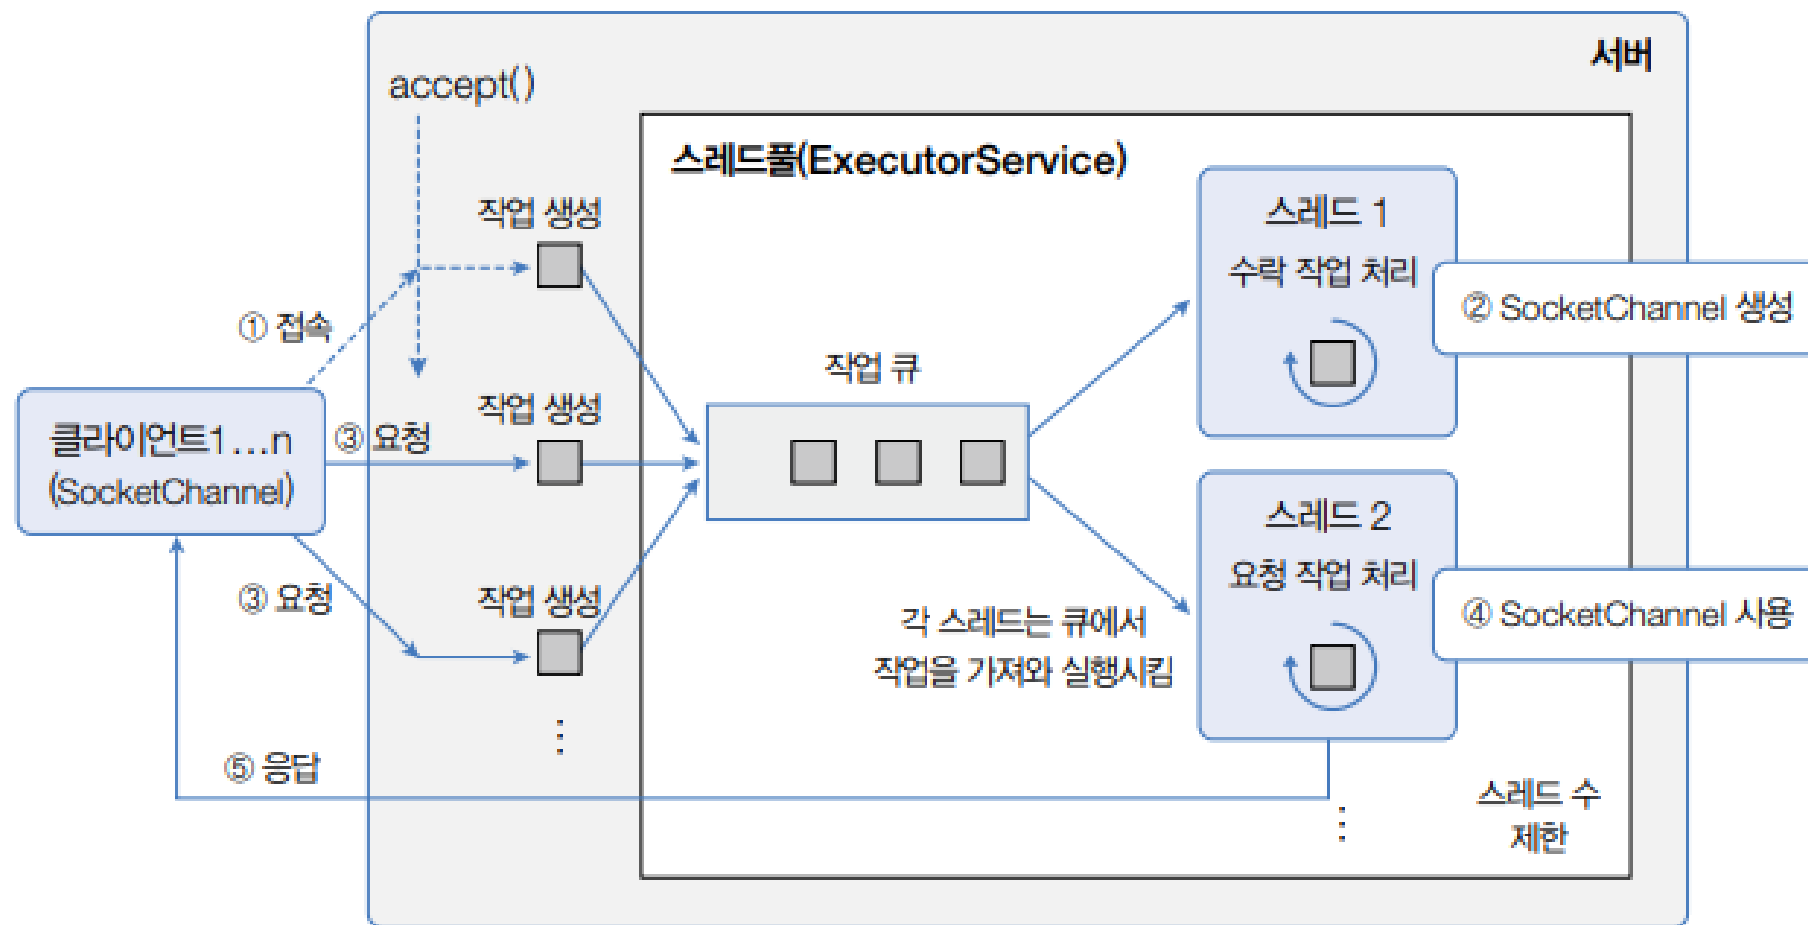 서버
accept()
스레드풀(ExecutorService)
작업 생성
스레드 1
수락 작업 처리
② SocketChannel 생성
① 접속
작업 큐
작업 생성
클라이언트1 …n
(SocketChannel)
③ 요청
스레드 2
요청 작업 처리
④ SocketChannel 사용
③ 요청
작업 생성
각 스레드는 큐에서
작업을 가져와 실행시킴
⋮
⑤ 응답
스레드 수
제한
⋮